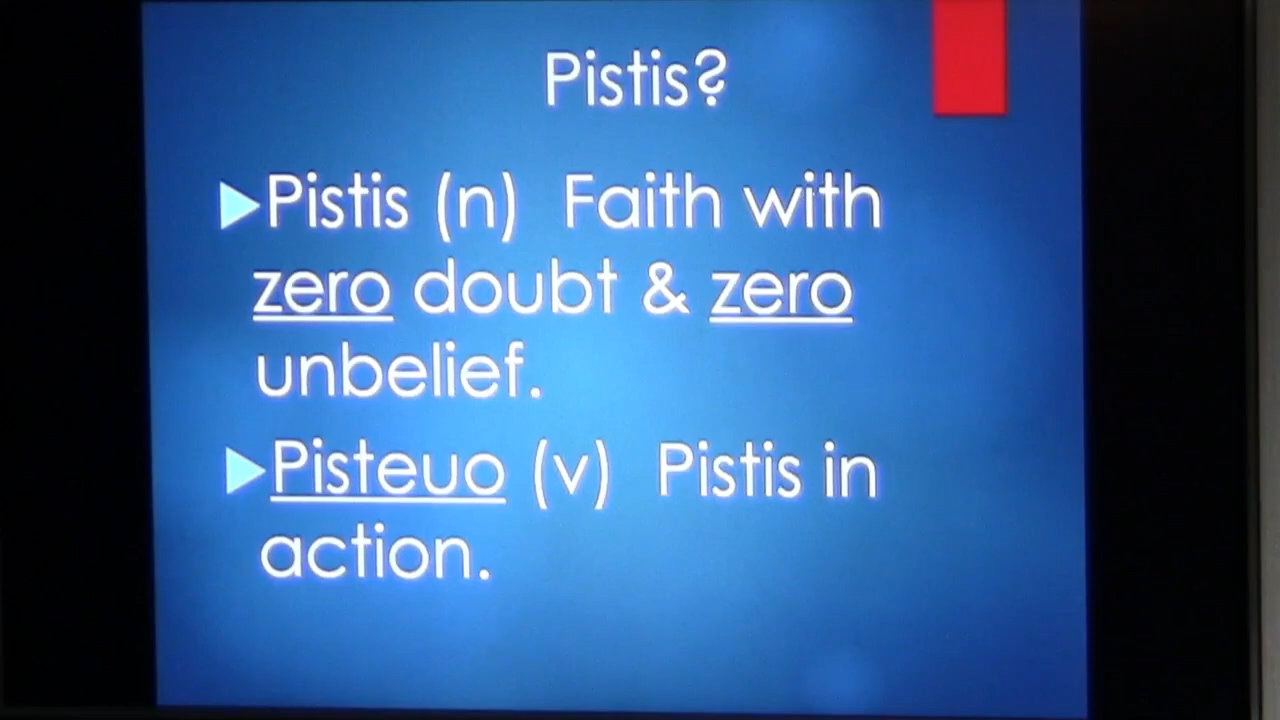 Pistis?
Pistis (n) Faith with
zero doubt & zero
unbelief.
Pisteuo (v) Pistis in
action.